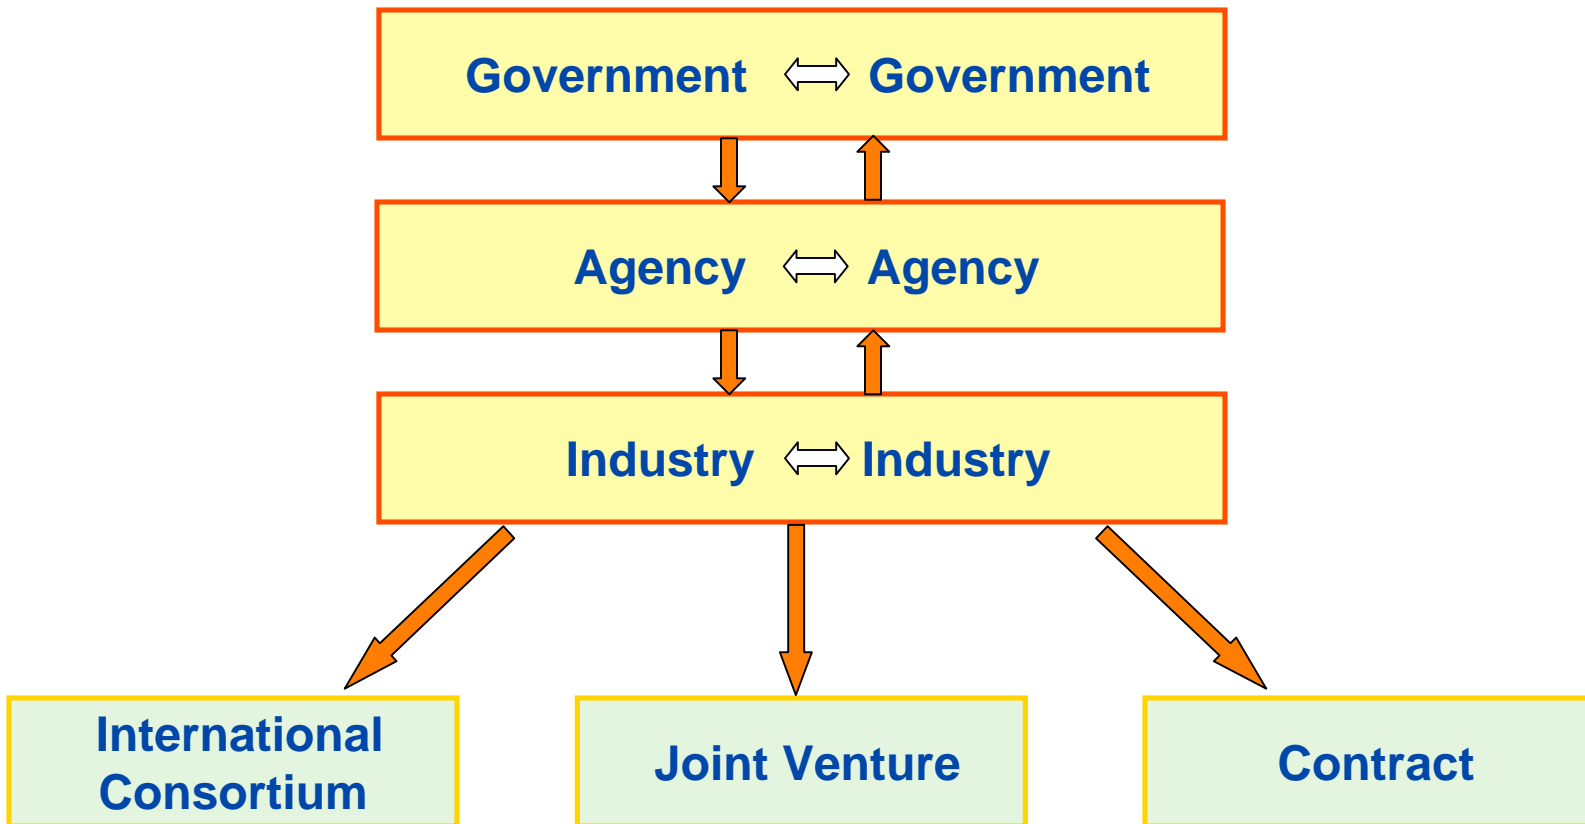 Government Government
Agency Agency
Industry Industry
International
Consortium
Joint Venture
Contract